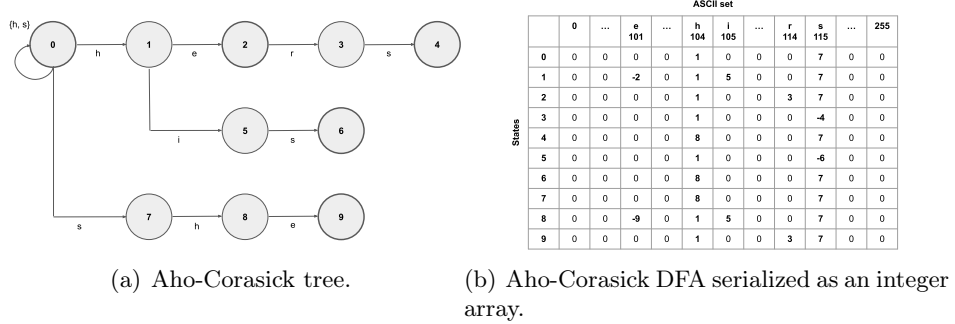 {h, s}
0 h 1 e 2 r 3 s 4
i 5 s 6
s 7 h 8 e 9
(a) Aho-Corasick tree.
ASCII set
0 ... e 101 ... h 104 i 105 ... r 114 s 115 ... 255
States
0 0 0 0 0 1 0 0 0 7 0 0
1 0 0 -2 0 1 5 0 0 7 0 0
2 0 0 0 0 1 0 0 3 7 0 0
3 0 0 0 0 1 0 0 0 -4 0 0
4 0 0 0 0 8 0 0 0 7 0 0
5 0 0 0 0 1 0 0 0 -6 0 0
6 0 0 0 0 8 0 0 0 7 0 0
7 0 0 0 0 8 0 0 0 7 0 0
8 0 0 -9 0 1 5 0 0 7 0 0
9 0 0 0 0 1 0 0 3 7 0 0
(b) Aho-Corasick DFA serialized as an integer
array.